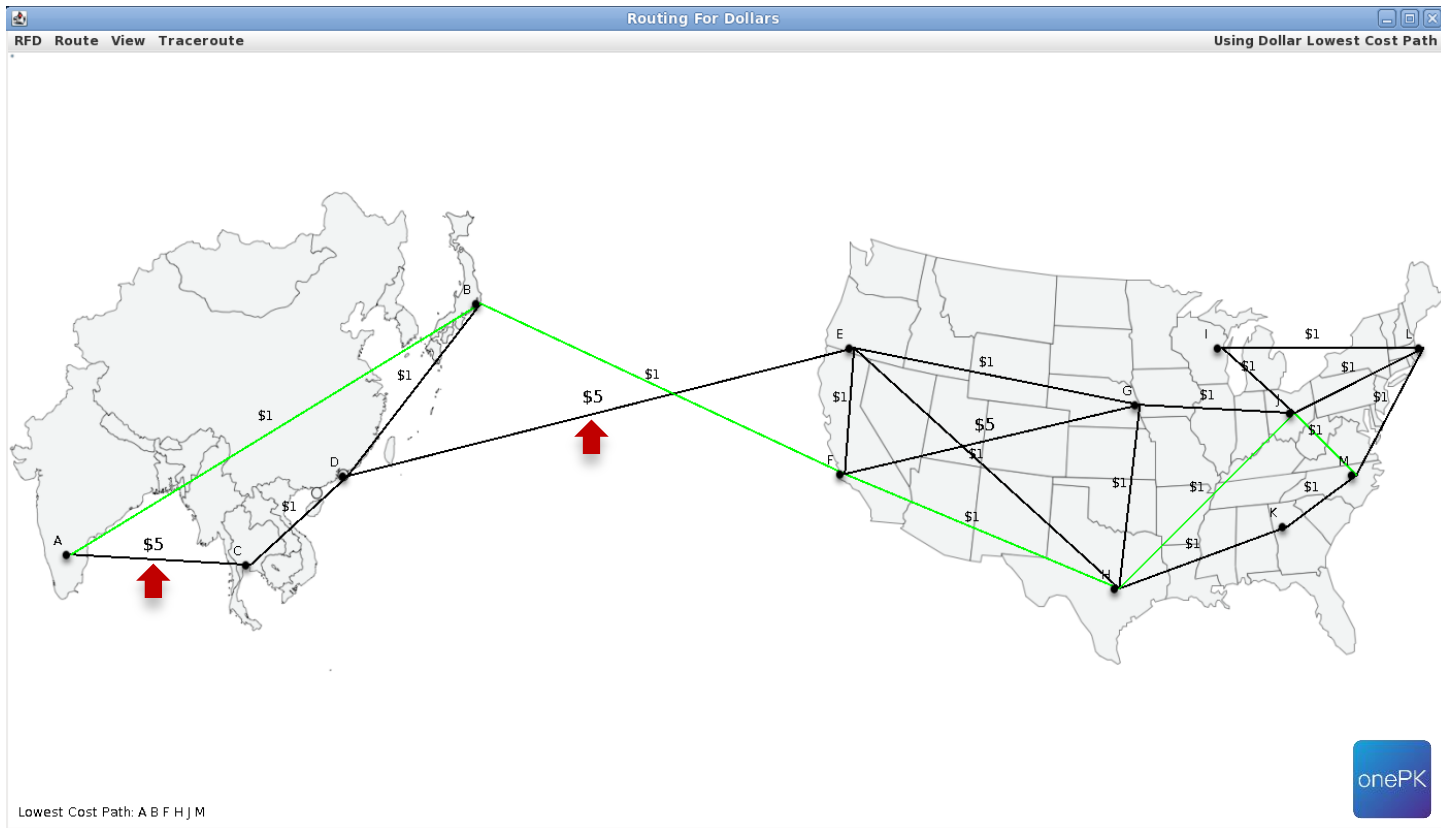 Routing For Dollars
RFD Route View Traceroute Using Dollar Lowest Cost Path
B
E
I
$1
L
$1
$1
$1
$1
$1
$1
$5
G
$1
$1
J
$1
$5
$1
F
$1
D
M
$1
$1
$1
$1
K
$1
A
$5
C
$1
H
onePK
Lowest Cost Path: A B F H J M